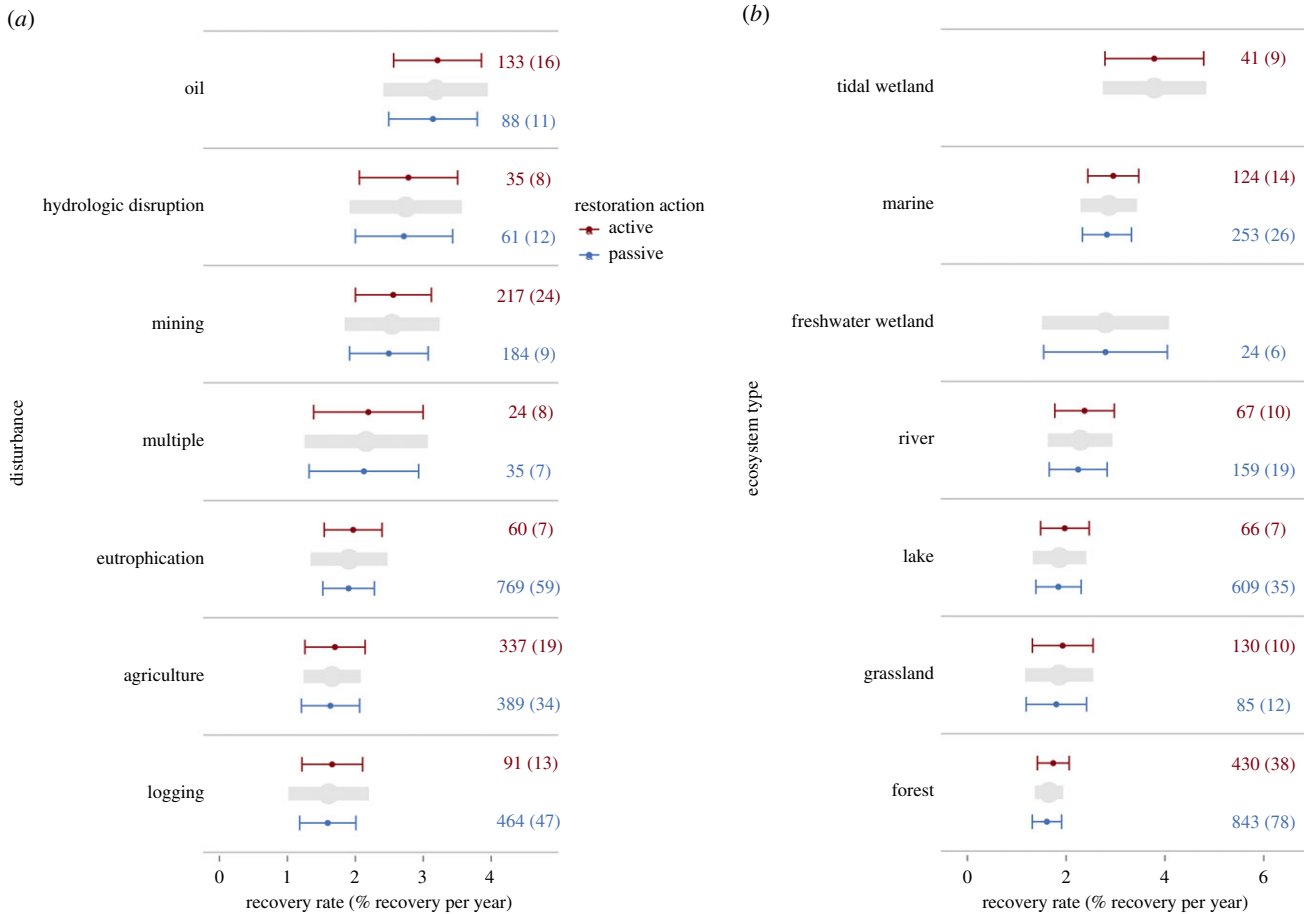 (a)
oil
133 (16)
88 (11)
hydrologic disruption
35 (8)
61 (12)
mining
217 (24)
184 (9)
multiple
24 (8)
35 (7)
eutrophication
60 (7)
769 (59)
agriculture
337 (19)
389 (34)
logging
91 (13)
464 (47)
disturbance
0 1 2 3 4
recovery rate (% recovery per year)
restoration action
active
passive
(b)
tidal wetland
41 (9)
marine
124 (14)
253 (26)
freshwater wetland
24 (6)
river
67 (10)
159 (19)
lake
66 (7)
609 (35)
grassland
130 (10)
85 (12)
forest
430 (38)
843 (78)
ecosystem type
0 2 4 6
recovery rate (% recovery per year)